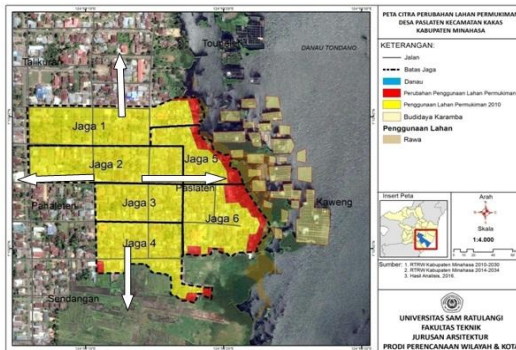 PETA CITRA PERUBAHAN LAHAN PERMUKIMAN
DESA PASLATEN KECAMATAN KAKAS
KABUPATEN MINAHASA
KETERANGAN:
Jalan
Batas Jaga
Danau
Perubahan Penggunaan Lahan Permukiman
Penggunaan Lahan Permukiman 2010
Budidaya Karamba
Penggunaan Lahan
Rawa
Insert Peta
Arah
Skala
1:4.000
Sumber: 1. RTRW Kabupaten Minahasa 2010-2030
2. RTRW Kabupaten Minahasa 2014-2034
3. Hasil Analisis, 2016.
UNIVERSITAS SAM RATULANGI
FAKULTAS TEKNIK
JURUSAN ARSITEKTUR
PRODI PERENCANAAN WILAYAH & KOTA
DANAU TONDANO
Talikuran
Jaga 1
Jaga 2
Jaga 5
Paslaten
Jaga 3
Jaga 6
Kaweng
Jaga 4
Sendangan